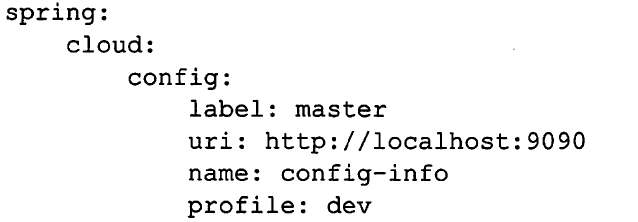 spring:
    cloud:
        config:
            label: master
            uri: http://localhost:9090
            name: config-info
            profile: dev